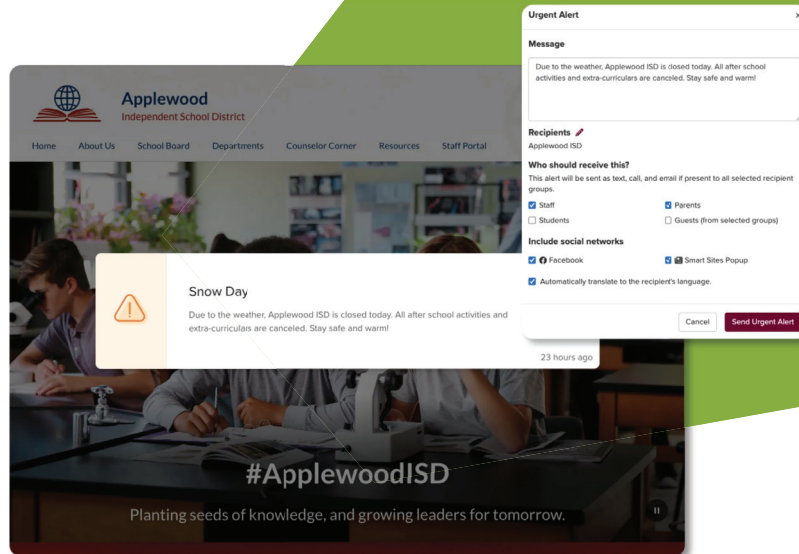 Applewood
Independent School District
Home About Us School Board Departments Counselor Corner Resources Staff Portal
Snow Day
Due to the weather, Applewood ISD is closed today. All after school activities and
extra-curriculars are canceled. Stay safe and warm!
23 hours ago
#ApplewoodISD
Planting seeds of knowledge, and growing leaders for tomorrow.
Urgent Alert
Message
Due to the weather, Applewood ISD is closed today. All after school
activities and extra-curriculars are canceled. Stay safe and warm!
Recipients
Applewood ISD
Who should receive this?
This alert will be sent as text, call, and email if present to all selected recipient
groups.
Staff Parents
Students Guests (from selected groups)
Include social networks
Facebook Smart Sites Popup
Automatically translate to the recipient's language.
Cancel Send Urgent Alert